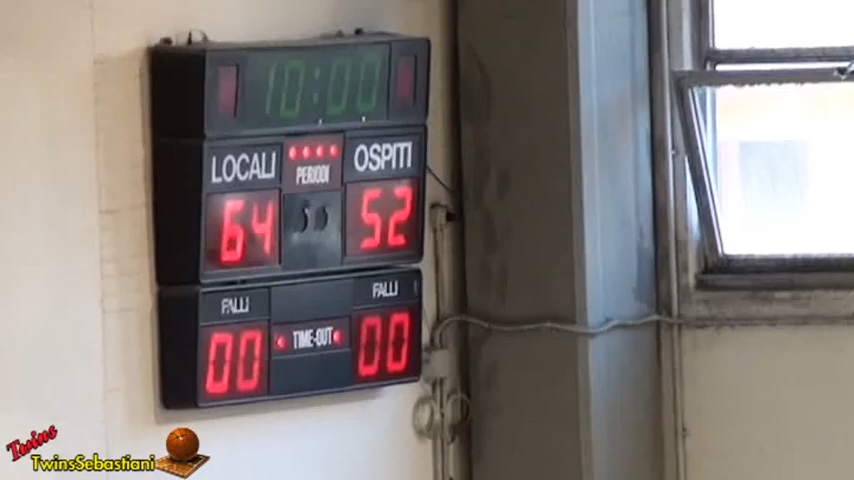 10:00
LOCALI
PERIODI
OSPITI
64
52
FALLI
FALLI
00
TIME-OUT
00
Twins
TwinsSebastiani